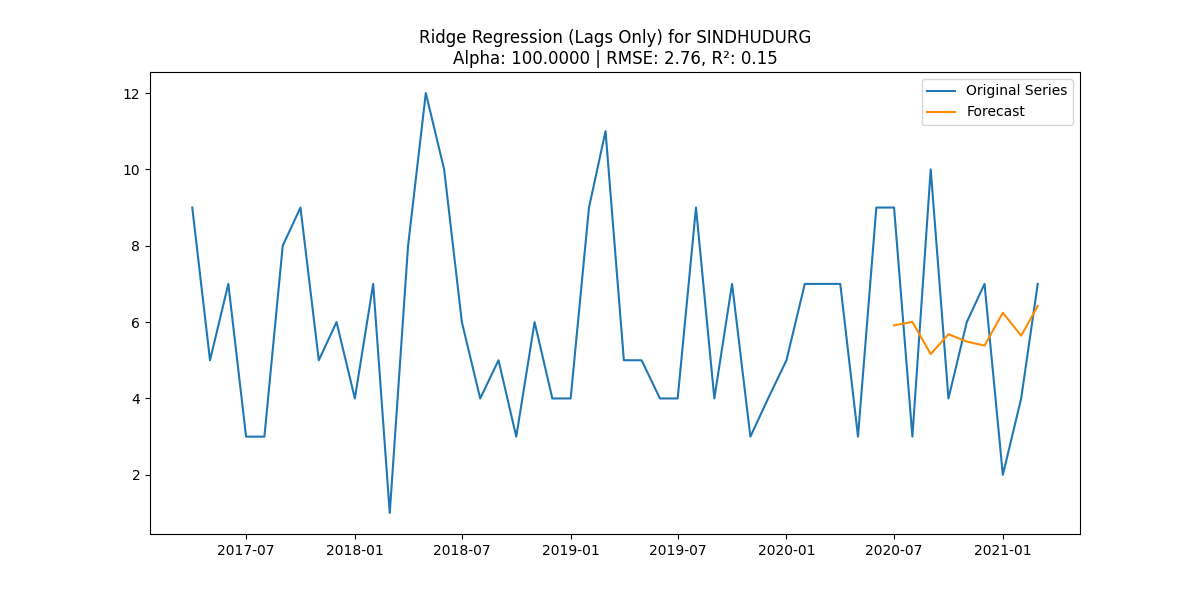 Ridge Regression (Lags Only) for SINDHUDURG
Alpha: 100.0000 | RMSE: 2.76, R²: 0.15
Original Series
Forecast
12
10
8
6
4
2
2017-07 2018-01 2018-07 2019-01 2019-07 2020-01 2020-07 2021-01